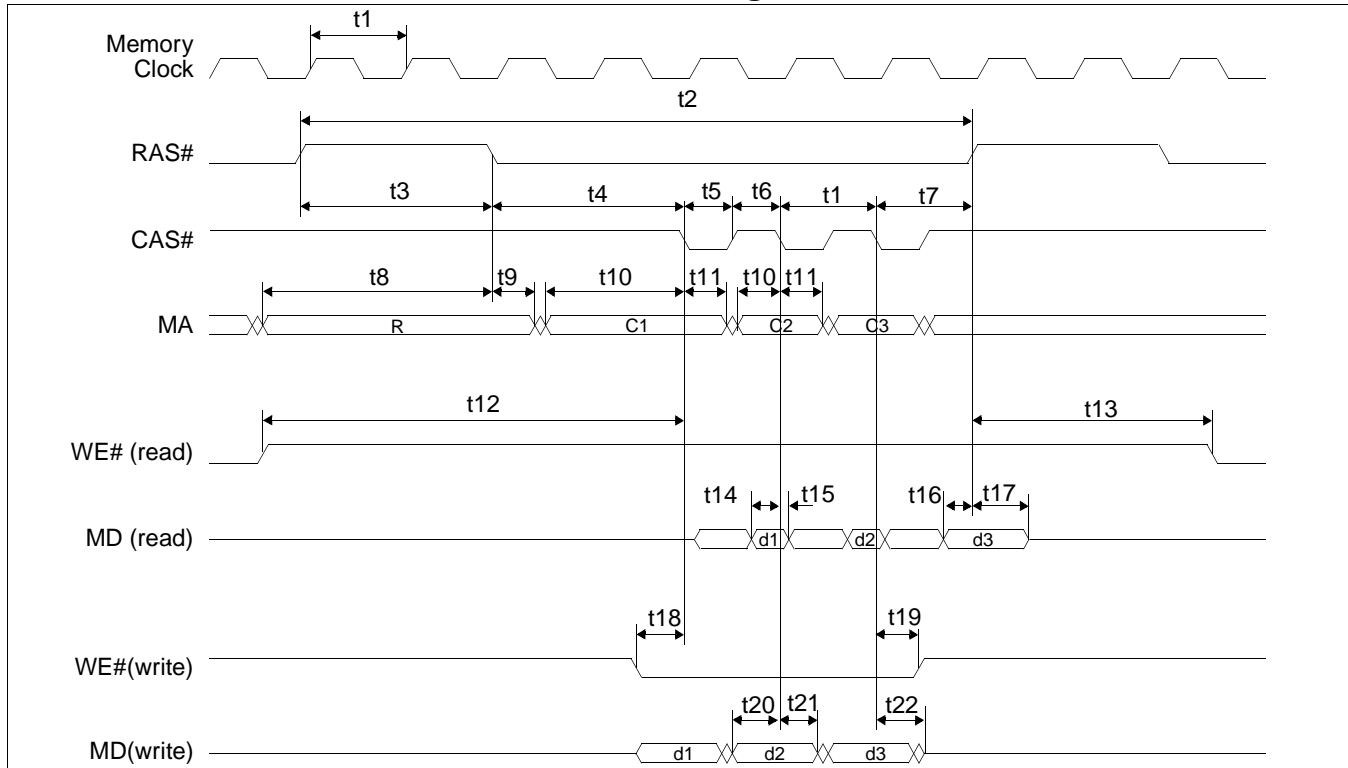 t1
Memory
Clock
t2
RAS#
t3 t4 t5 t6 t1 t7
CAS#
t8 t9 t10 t11 t10 t11
MA R C1 C2 C3
t12 t13
WE# (read)
t14 t15 t16 t17
MD (read) d1 d2 d3
t18 t19
WE#(write)
t20 t21 t22
MD(write) d1 d2 d3